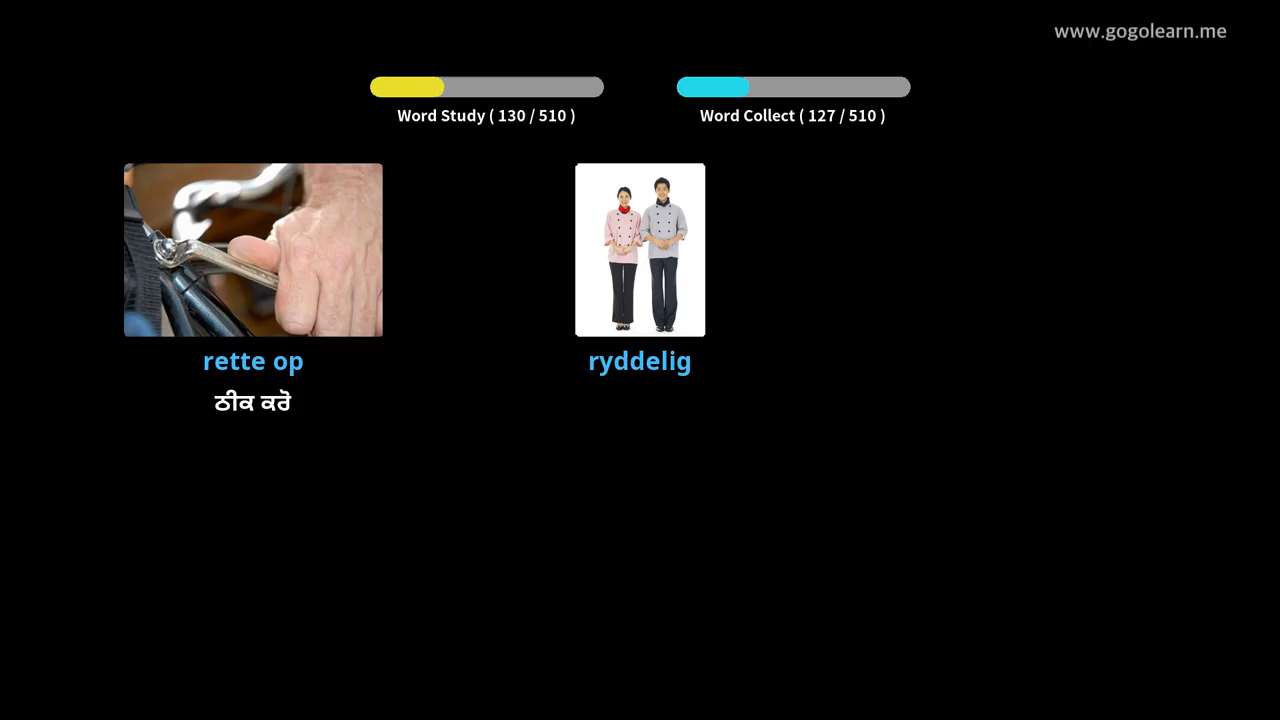 www.gogolearn.me
Word Study ( 130 / 510 )
Word Collect ( 127 / 510 )
rette op
ryddelig
ਠੀਕ ਕਰੋ